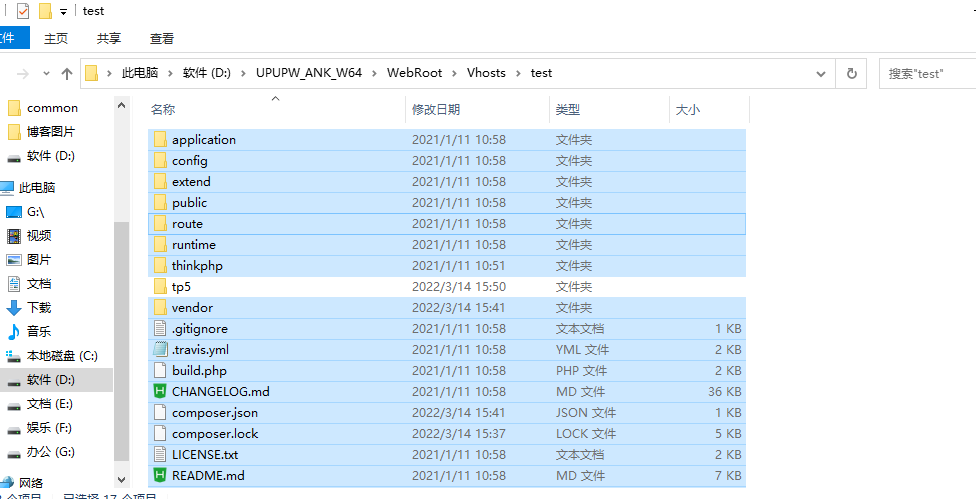 test
文件 主页 共享 查看
此电脑 软件 (D:) UPUPW_ANK_W64 WebRoot Vhosts test 搜索"test"
名称 修改日期 类型 大小
common
博客图片
软件 (D:)
此电脑
G:\
视频
图片
文档
下载
音乐
本地磁盘 (C:)
软件 (D:)
文档 (E:)
娱乐 (F:)
办公 (G:)
网络
application 2021/1/11 10:58 文件夹
config 2021/1/11 10:58 文件夹
extend 2021/1/11 10:58 文件夹
public 2021/1/11 10:58 文件夹
route 2021/1/11 10:58 文件夹
runtime 2021/1/11 10:58 文件夹
thinkphp 2021/1/11 10:51 文件夹
tp5 2022/3/14 15:50 文件夹
vendor 2022/3/14 15:41 文件夹
.gitignore 2021/1/11 10:58 文本文档 1 KB
.travis.yml 2021/1/11 10:58 YML 文件 2 KB
build.php 2021/1/11 10:58 PHP 文件 2 KB
CHANGELOG.md 2021/1/11 10:58 MD 文件 36 KB
composer.json 2022/3/14 15:41 JSON 文件 1 KB
composer.lock 2022/3/14 15:37 LOCK 文件 5 KB
LICENSE.txt 2021/1/11 10:58 文本文档 2 KB
README.md 2021/1/11 10:58 MD 文件 7 KB
个项目 已选择 17 个项目